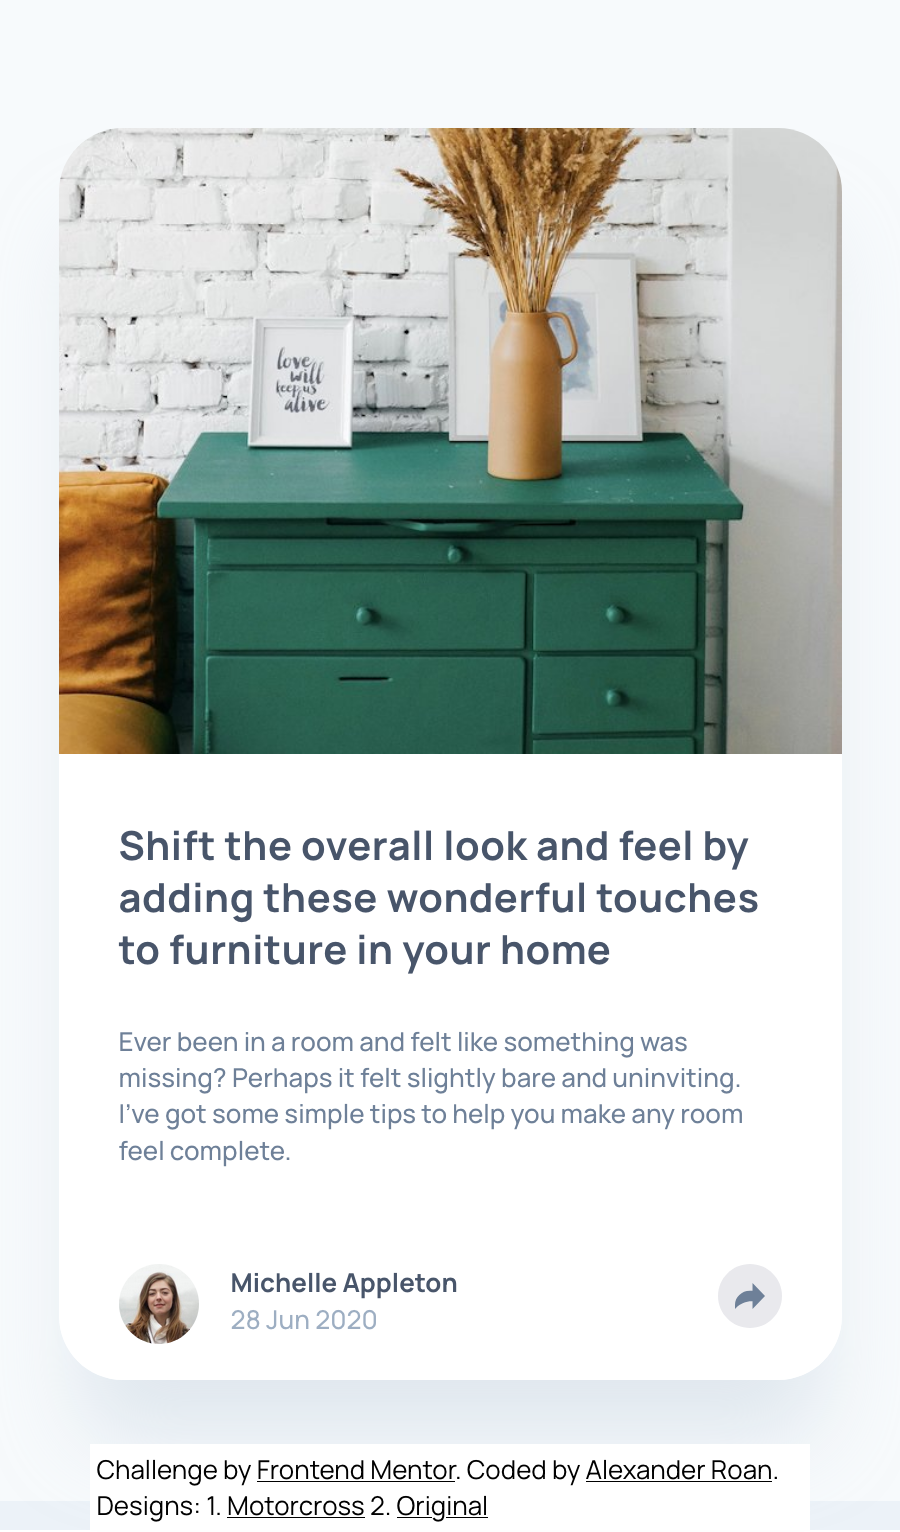 love
will
keep us
alive
Shift the overall look and feel by
adding these wonderful touches
to furniture in your home
Ever been in a room and felt like something was
missing? Perhaps it felt slightly bare and uninviting.
I’ve got some simple tips to help you make any room
feel complete.
Michelle Appleton
28 Jun 2020
Challenge by Frontend Mentor. Coded by Alexander Roan.
Designs: 1. Motorcross 2. Original